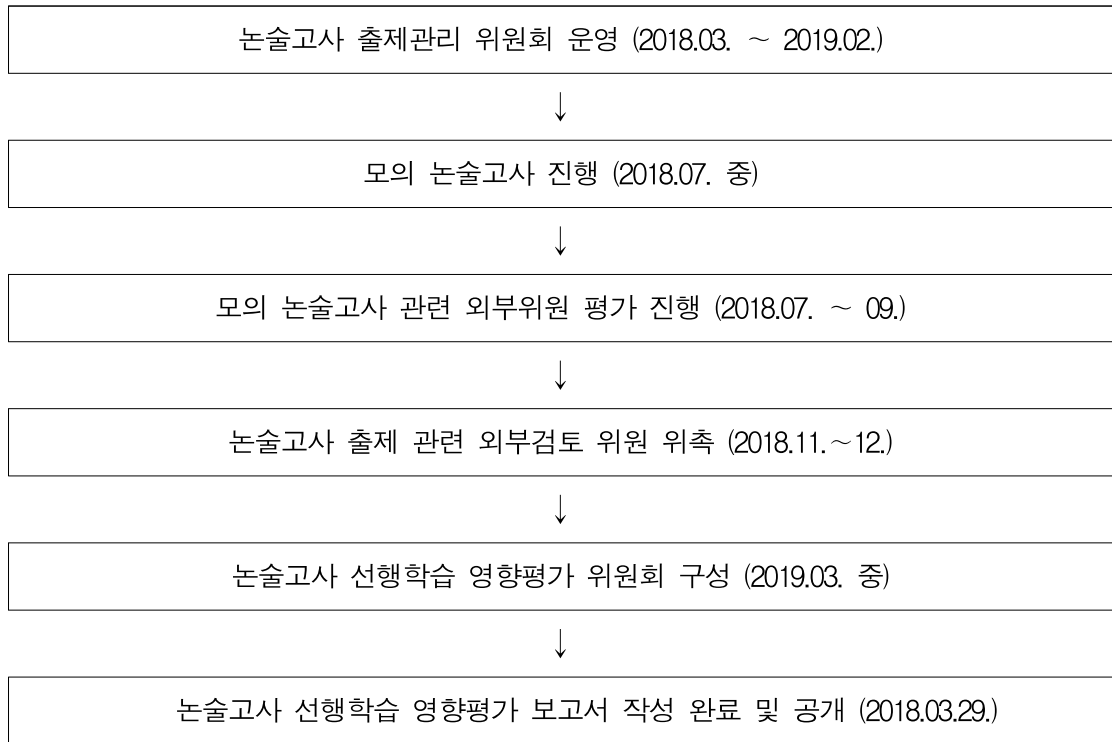 논술고사 출제관리 위원회 운영 (2018.03. ~ 2019.02.)
↓
모의 논술고사 진행 (2018.07. 중)
↓
모의 논술고사 관련 외부위원 평가 진행 (2018.07. ~ 09.)
↓
논술고사 출제 관련 외부검토 위원 위촉 (2018.11.~12.)
↓
논술고사 선행학습 영향평가 위원회 구성 (2019.03. 중)
↓
논술고사 선행학습 영향평가 보고서 작성 완료 및 공개 (2018.03.29.)